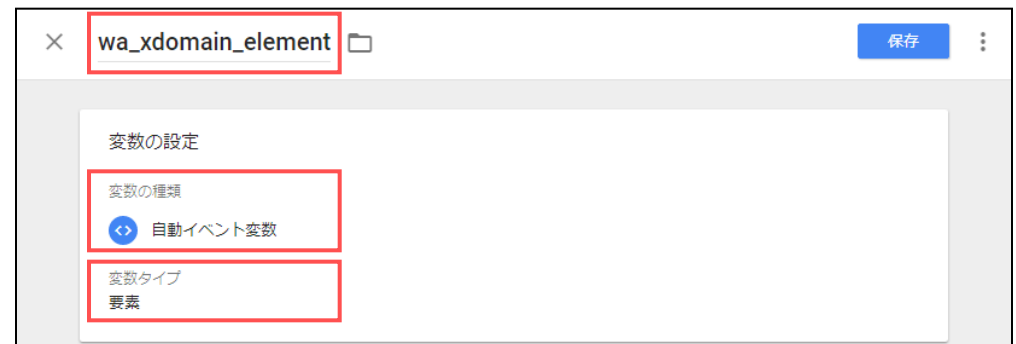 wa_xdomain_element
保存
変数の設定
変数の種類
自動イベント変数
変数タイプ
要素